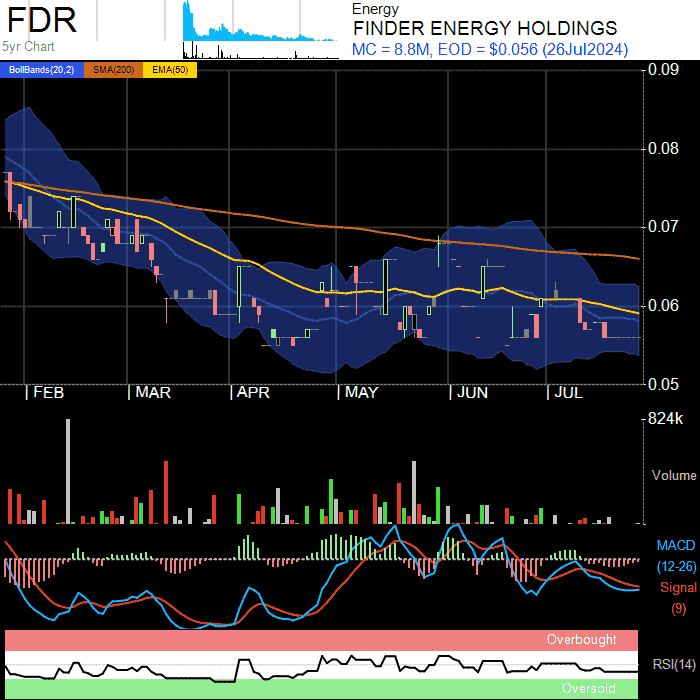 FDR
5yr Chart
Energy
FINDER ENERGY HOLDINGS
MC = 8.8M, EOD = $0.056 (26Jul2024)
BollBands(20,2) SMA(200) EMA(50)
0.09
0.08
0.07
0.06
0.05
FEB MAR APR MAY JUN JUL
824k
Volume
MACD
(12-26)
Signal
(9)
Overbought
RSI(14)
Oversold